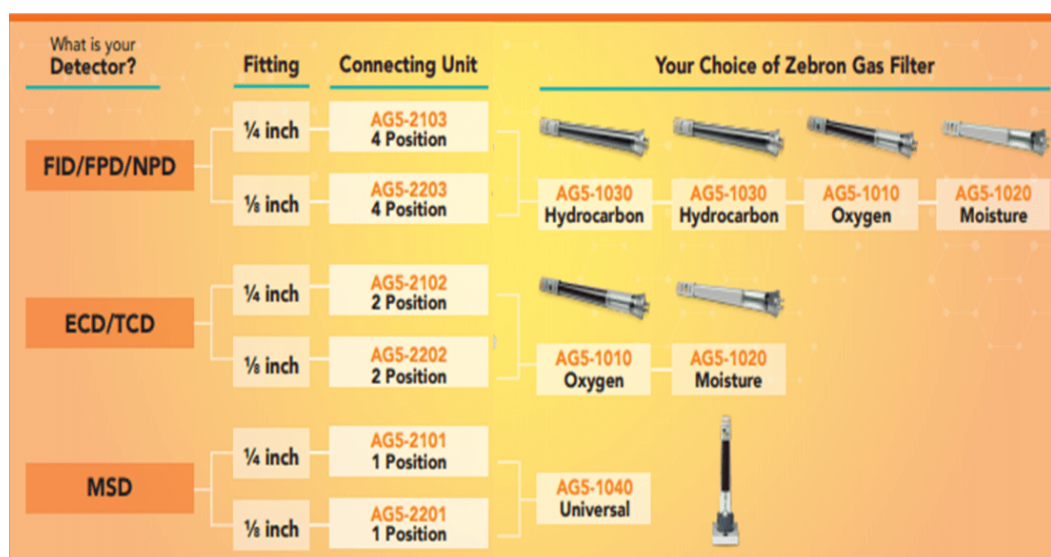 What is your
Detector?
Fitting
Connecting Unit
Your Choice of Zebron Gas Filter
FID/FPD/NPD
¼ inch
AG5-2103
4 Position
⅛ inch
AG5-2203
4 Position
AG5-1030
Hydrocarbon
AG5-1030
Hydrocarbon
AG5-1010
Oxygen
AG5-1020
Moisture
ECD/TCD
¼ inch
AG5-2102
2 Position
⅛ inch
AG5-2202
2 Position
AG5-1010
Oxygen
AG5-1020
Moisture
MSD
¼ inch
AG5-2101
1 Position
⅛ inch
AG5-2201
1 Position
AG5-1040
Universal